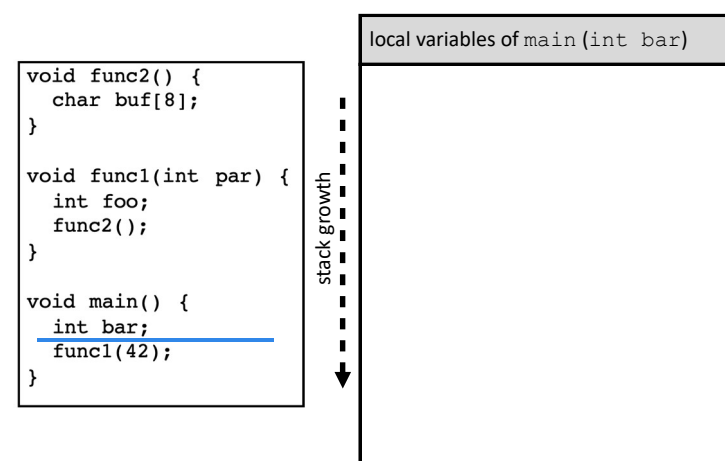 local variables of main (int bar)
void func2() {
  char buf[8];
}
void func1(int par) {
  int foo;
  func2();
}
void main() {
  int bar;
  func1(42);
}
stack growth